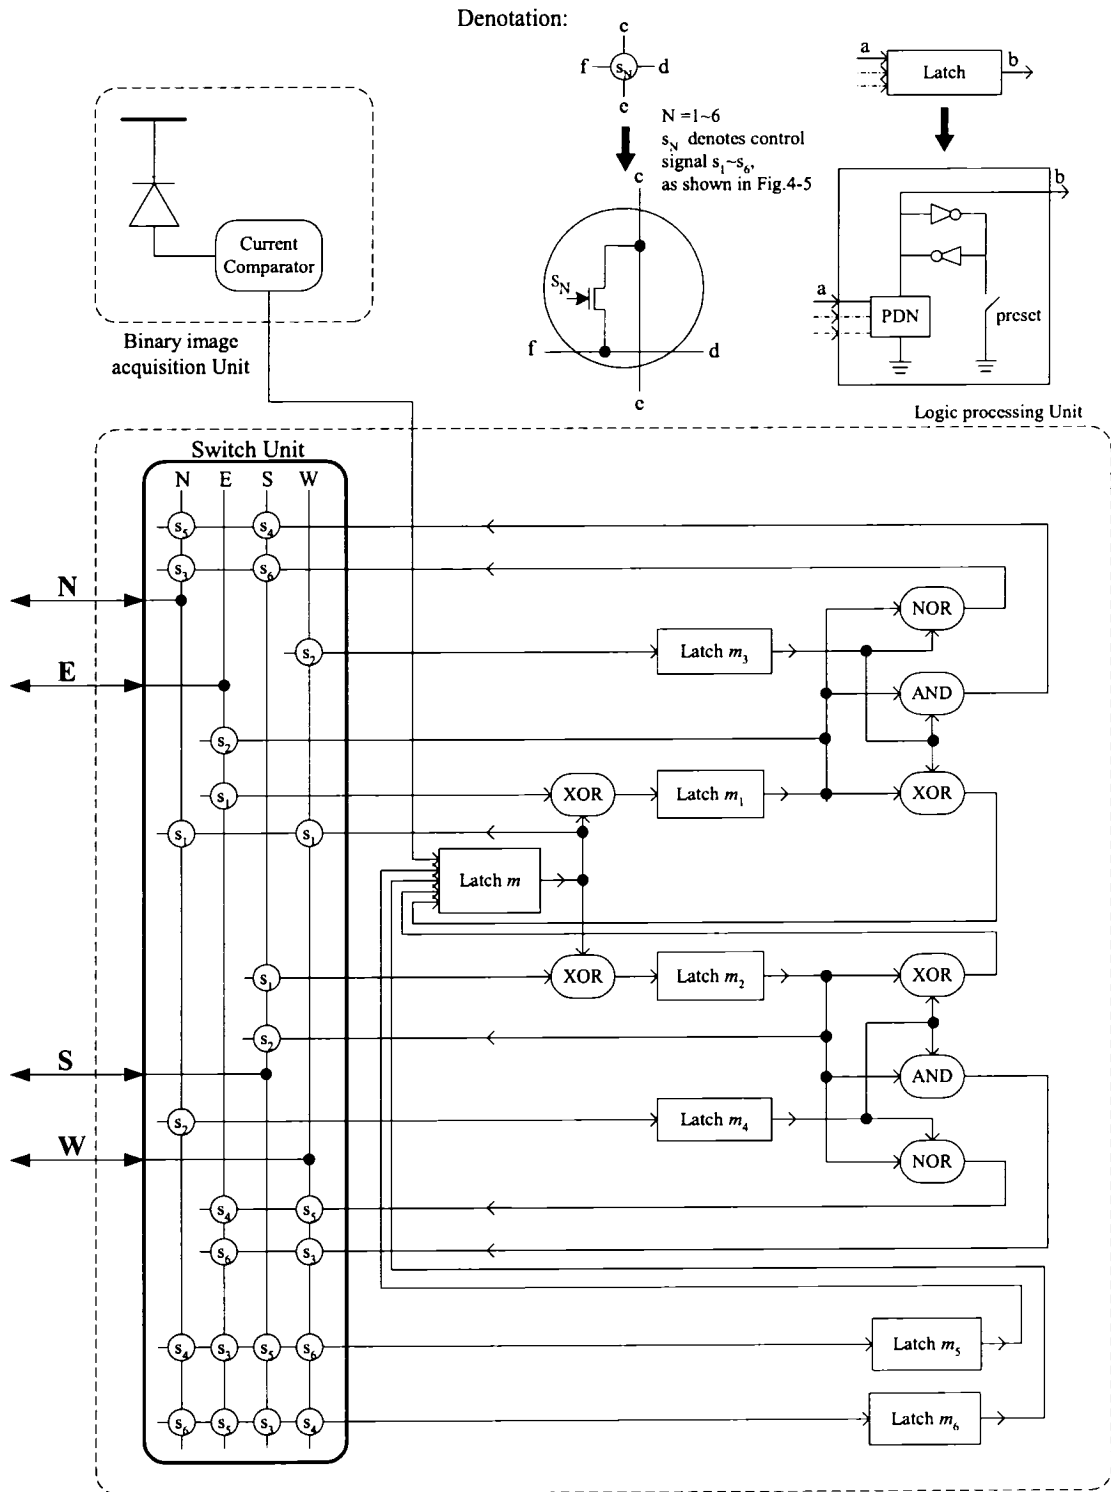 Denotation:
c
f s_N d
e
N =1~6
s_N denotes control
signal s_1~s_6,
as shown in Fig.4-5
c
S_N
f d
e
a Latch b
b
a PDN preset
Current
Comparator
Binary image
acquisition Unit
Logic processing Unit
Switch Unit
N E S W
s_5 s_4
s_3 s_6
N
NOR
s_2 Latch m_3
E
AND
s_2
s_1 XOR Latch m_1 XOR
s_1 s_1
Latch m
s_1 XOR Latch m_2 XOR
s_2
S
AND
s_2 Latch m_4
W
NOR
s_4 s_5
s_6 s_3
s_4 s_3 s_5 s_6 Latch m_5
s_6 s_5 s_3 s_4 Latch m_6